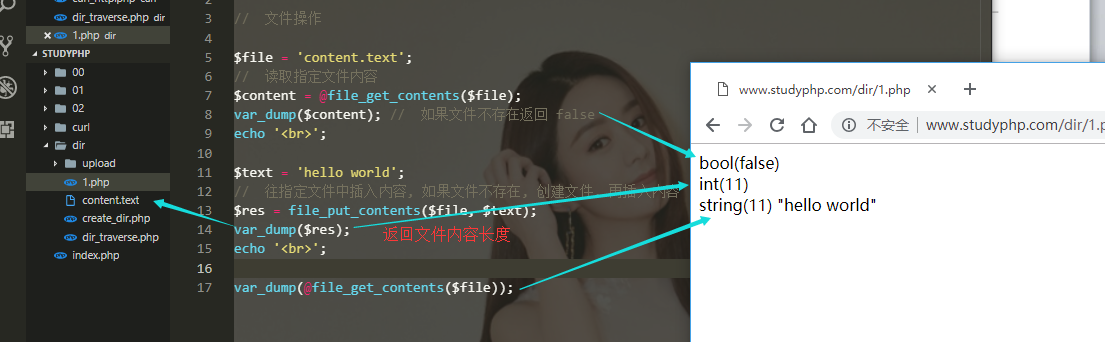 dir_traverse.php dir
1.php dir
STUDYPHP
00
01
02
curl
dir
upload
1.php
content.text
create_dir.php
dir_traverse.php
index.php
3 // 文件操作
4
5 $file = 'content.text';
6 // 读取指定文件内容
7 $content = @file_get_contents($file);
8 var_dump($content); // 如果文件不存在返回 false
9 echo '<br>';
10
11 $text = 'hello world';
12 // 往指定文件中插入内容，如果文件不存在，创建文件，再插入内容
13 $res = file_put_contents($file, $text);
14 var_dump($res);
返回文件内容长度
15 echo '<br>';
16
17 var_dump(@file_get_contents($file));
www.studyphp.com/dir/1.php
不安全 | www.studyphp.com/dir/1.p
bool(false)
int(11)
string(11) "hello world"